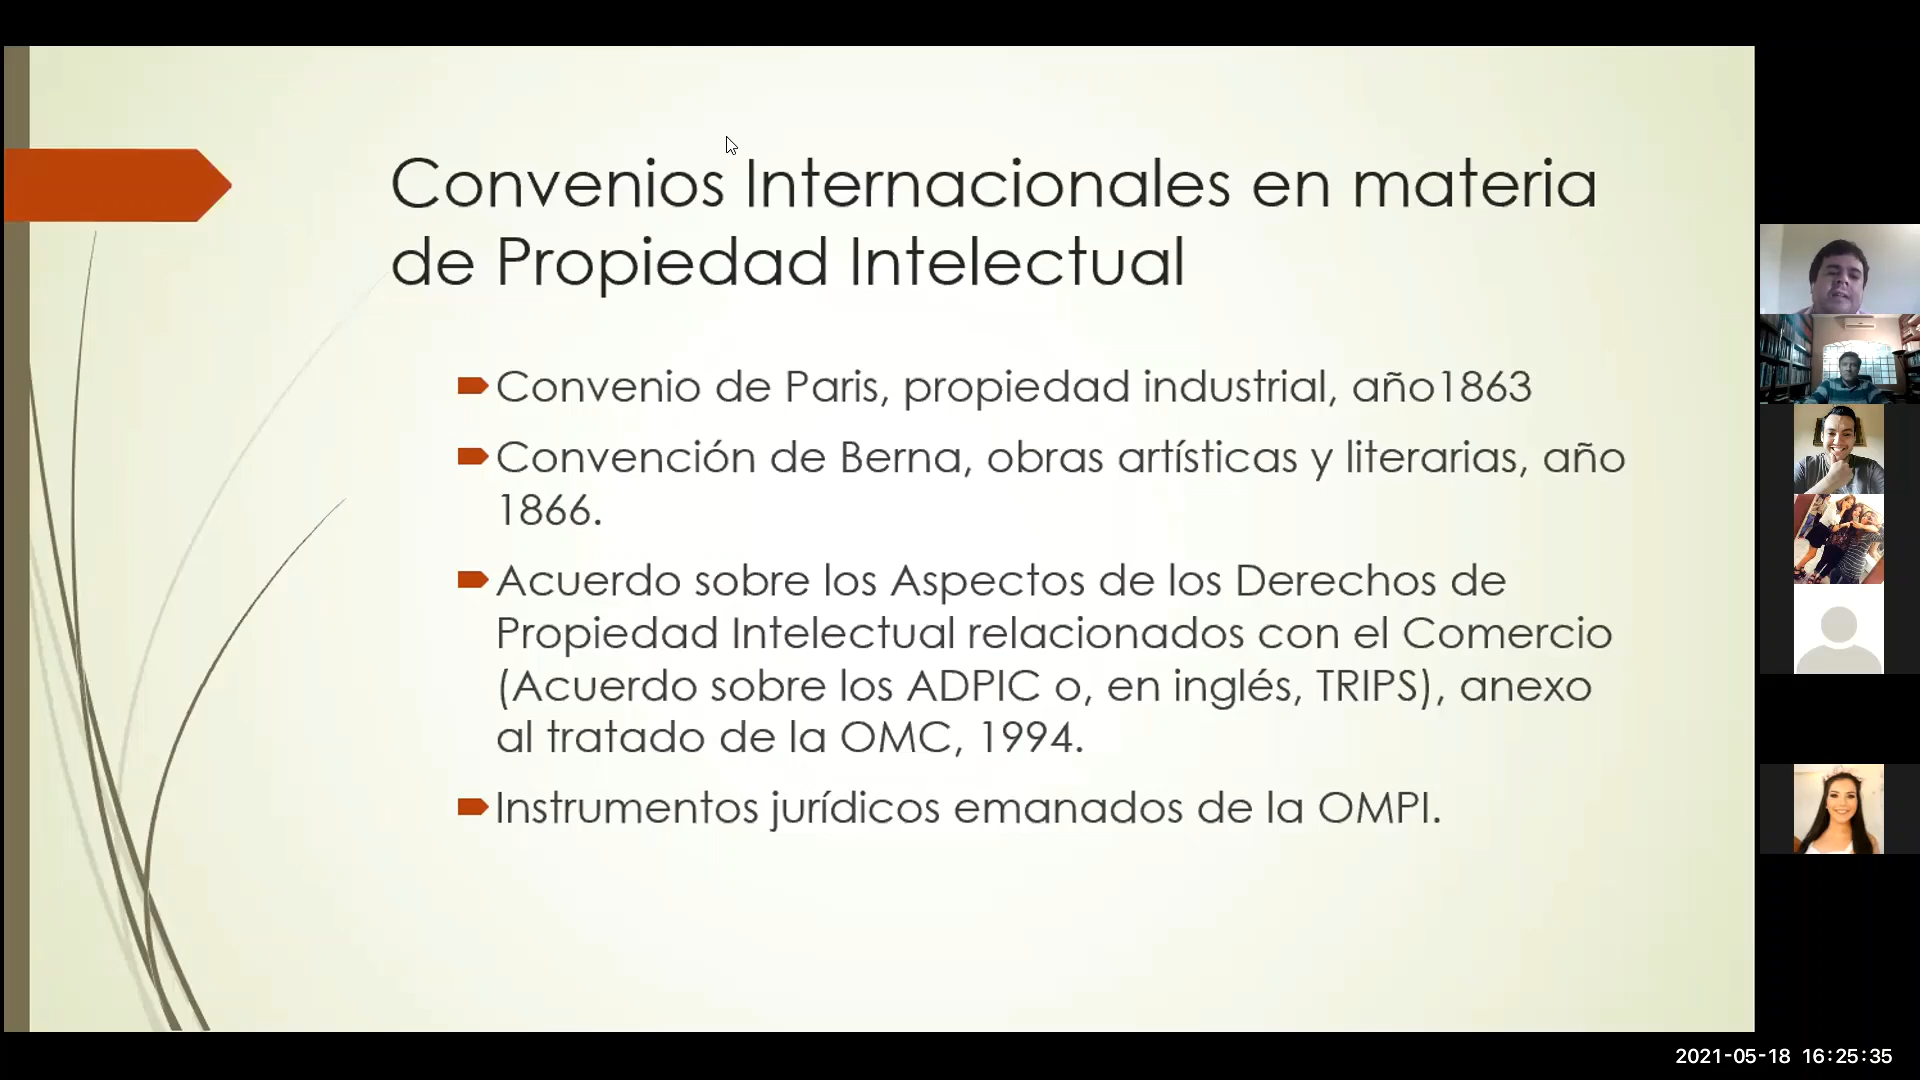 Convenios Internacionales en materia
de Propiedad Intelectual
Convenio de Paris, propiedad industrial, año1863
Convención de Berna, obras artísticas y literarias, año
1866.
Acuerdo sobre los Aspectos de los Derechos de
Propiedad Intelectual relacionados con el Comercio
(Acuerdo sobre los ADPIC o, en inglés, TRIPS), anexo
al tratado de la OMC, 1994.
Instrumentos jurídicos emanados de la OMPI.
2021-05-18 16:25:35